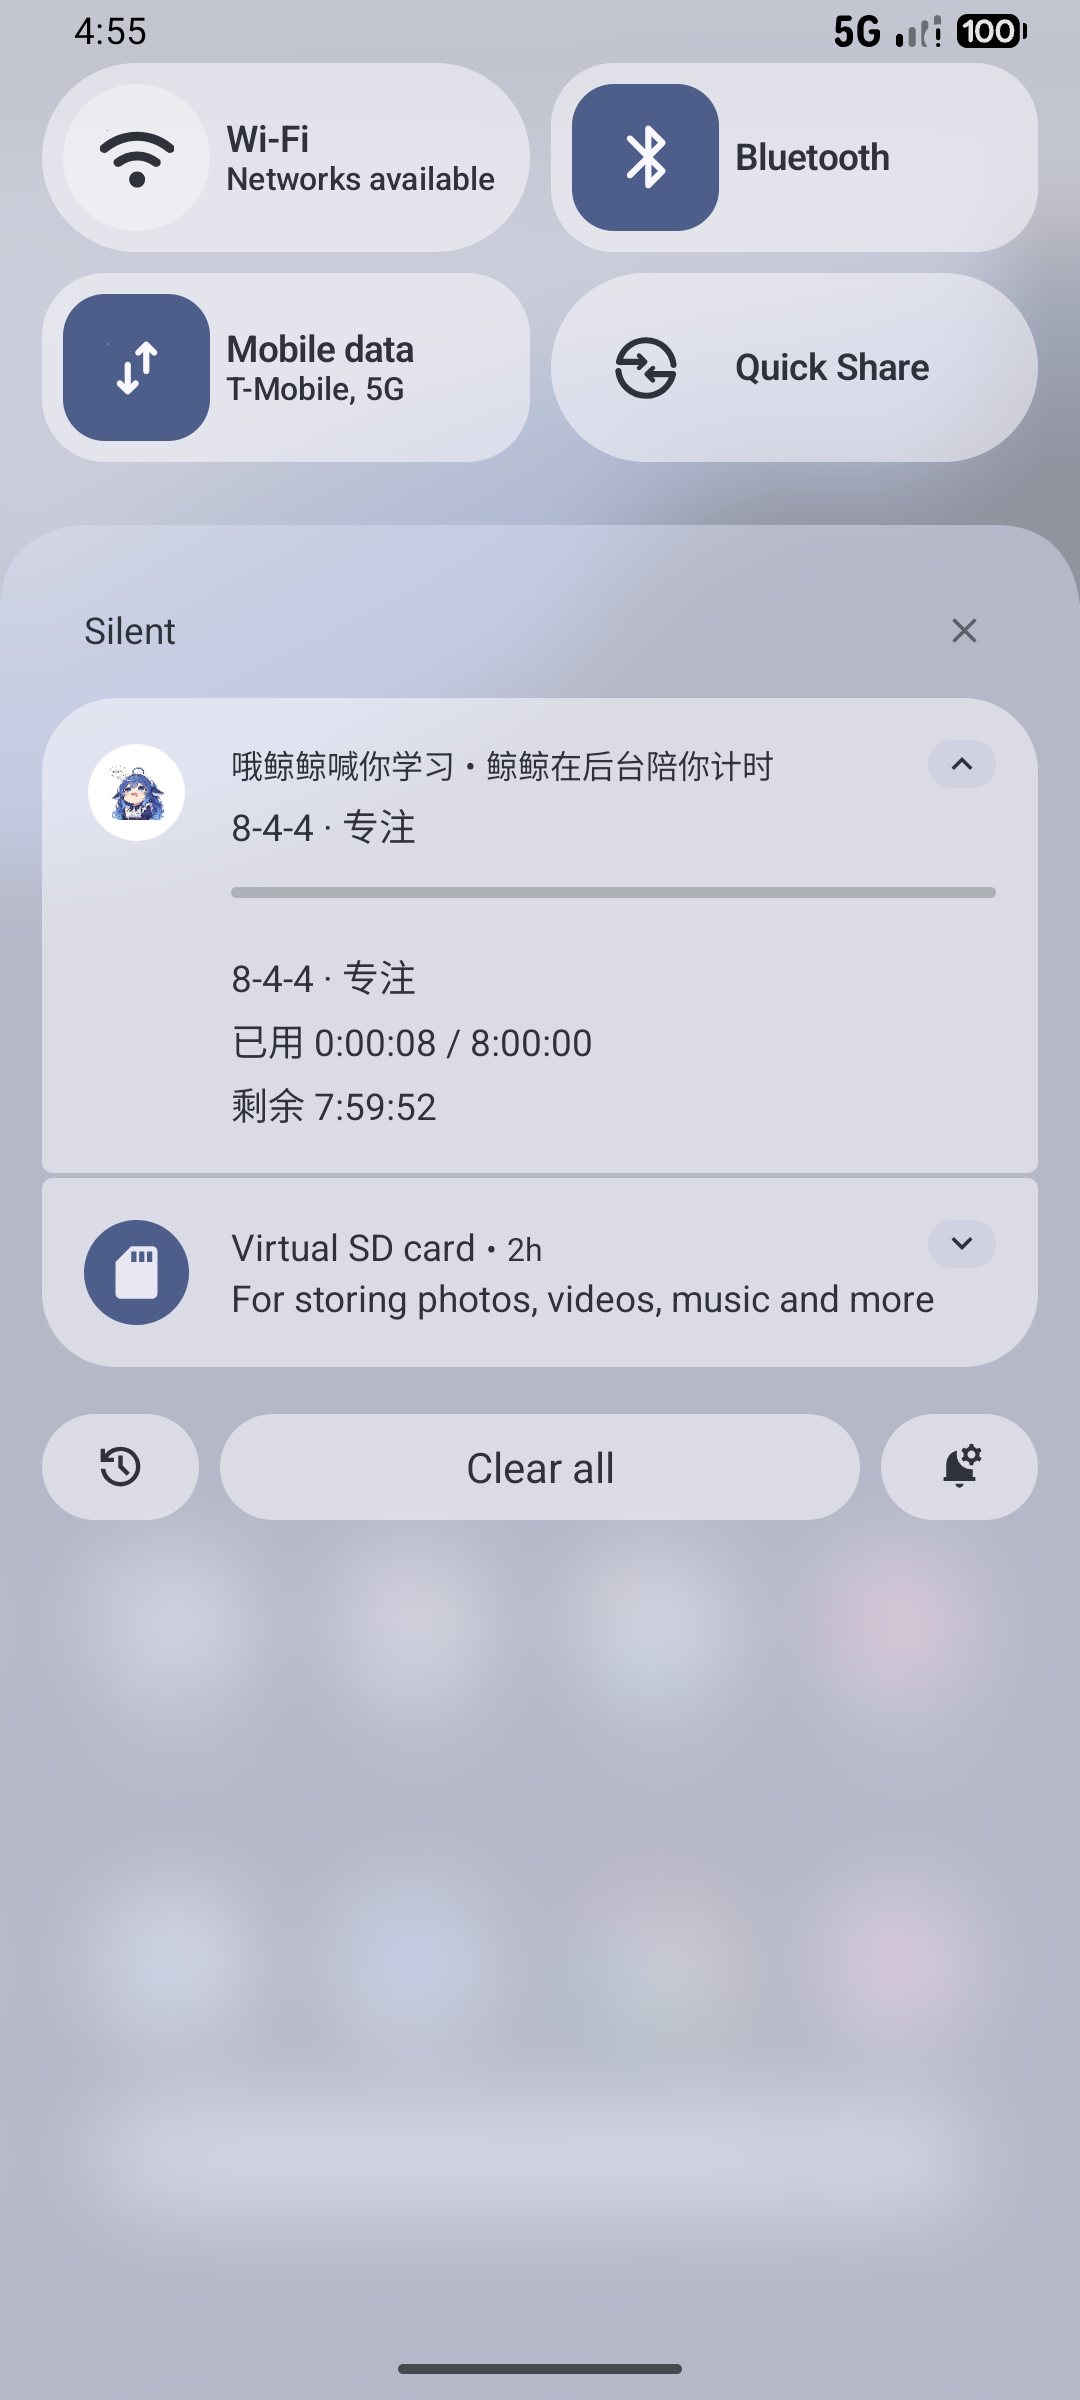 4:55
5G
100
Wi-Fi
Networks available
Bluetooth
Mobile data
T-Mobile, 5G
Quick Share
Silent
哦鲸鲸喊你学习 • 鲸鲸在后台陪你计时
8-4-4 · 专注
8-4-4 · 专注
已用 0:00:08 / 8:00:00
剩余 7:59:52
Virtual SD card • 2h
For storing photos, videos, music and more
Clear all